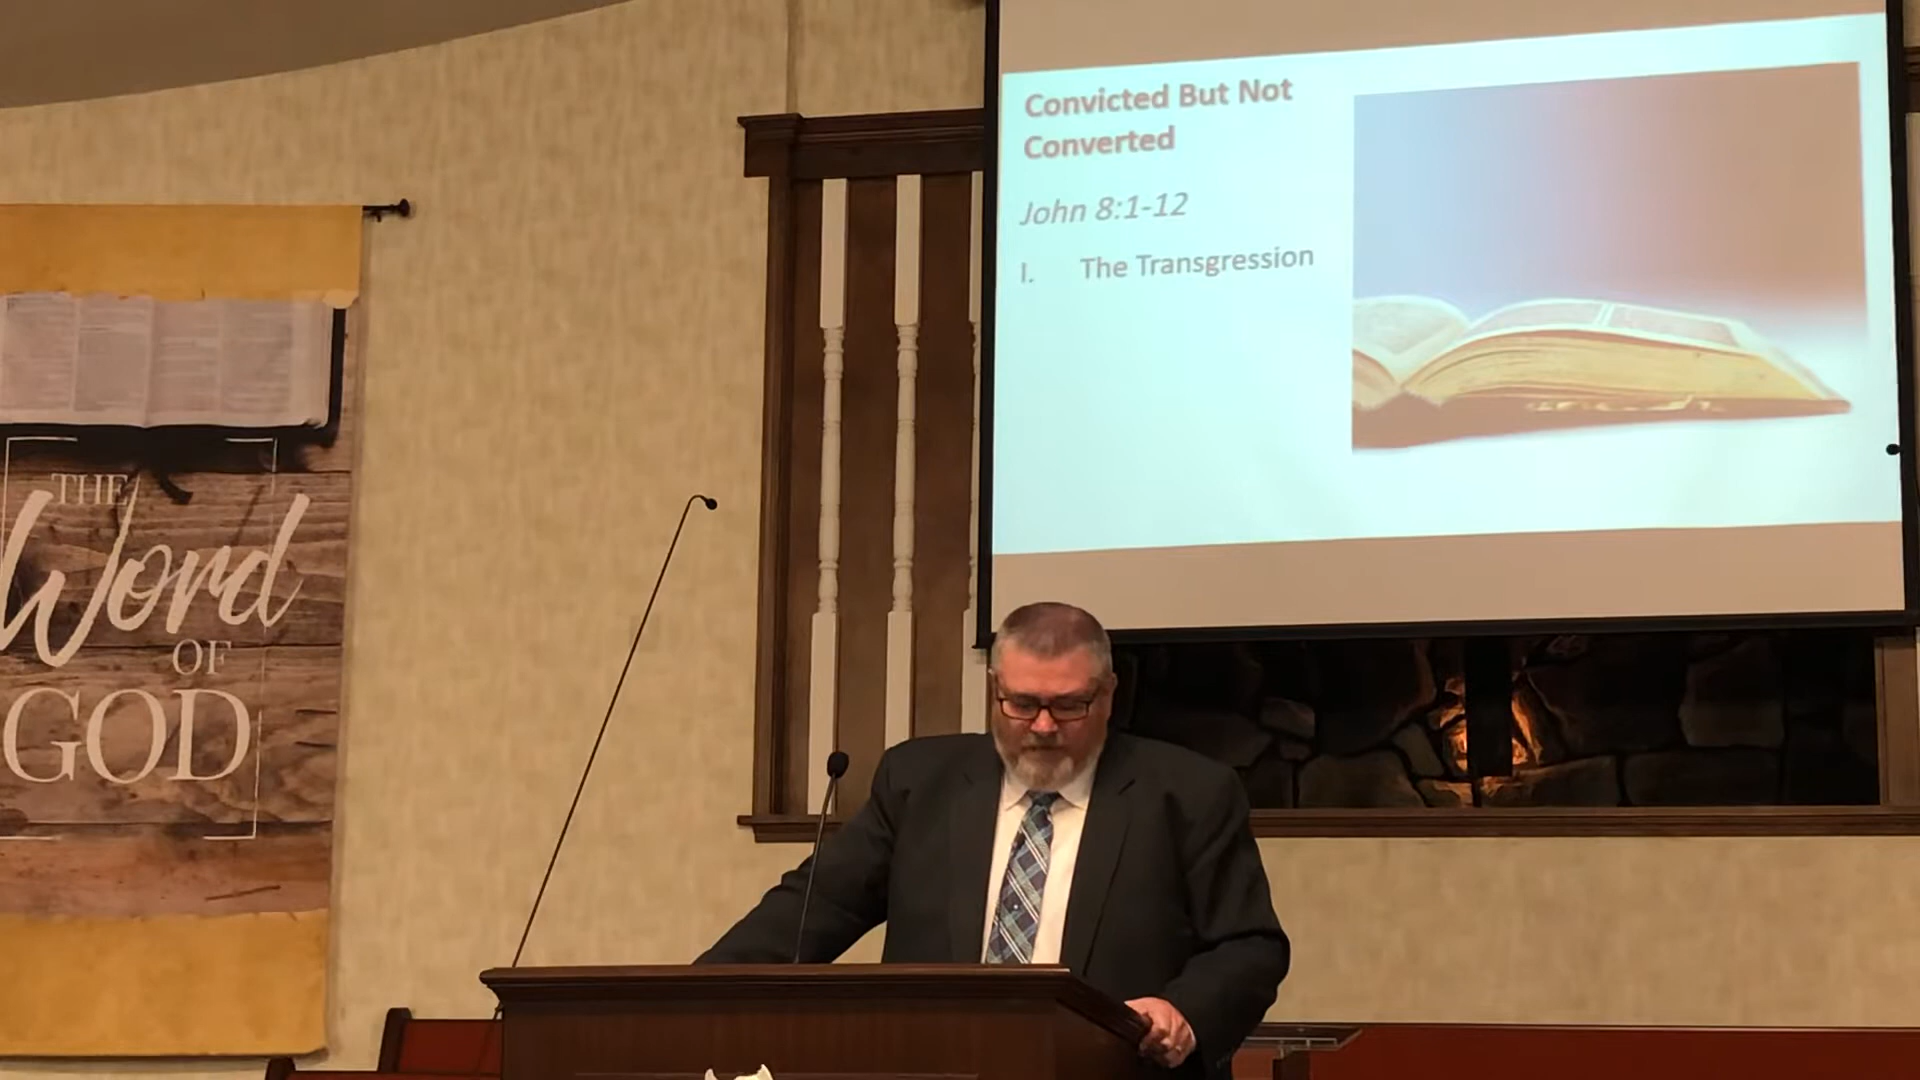 Convicted But Not
Converted
John 8:1-12
I. The Transgression
THE
Word
OF
GOD